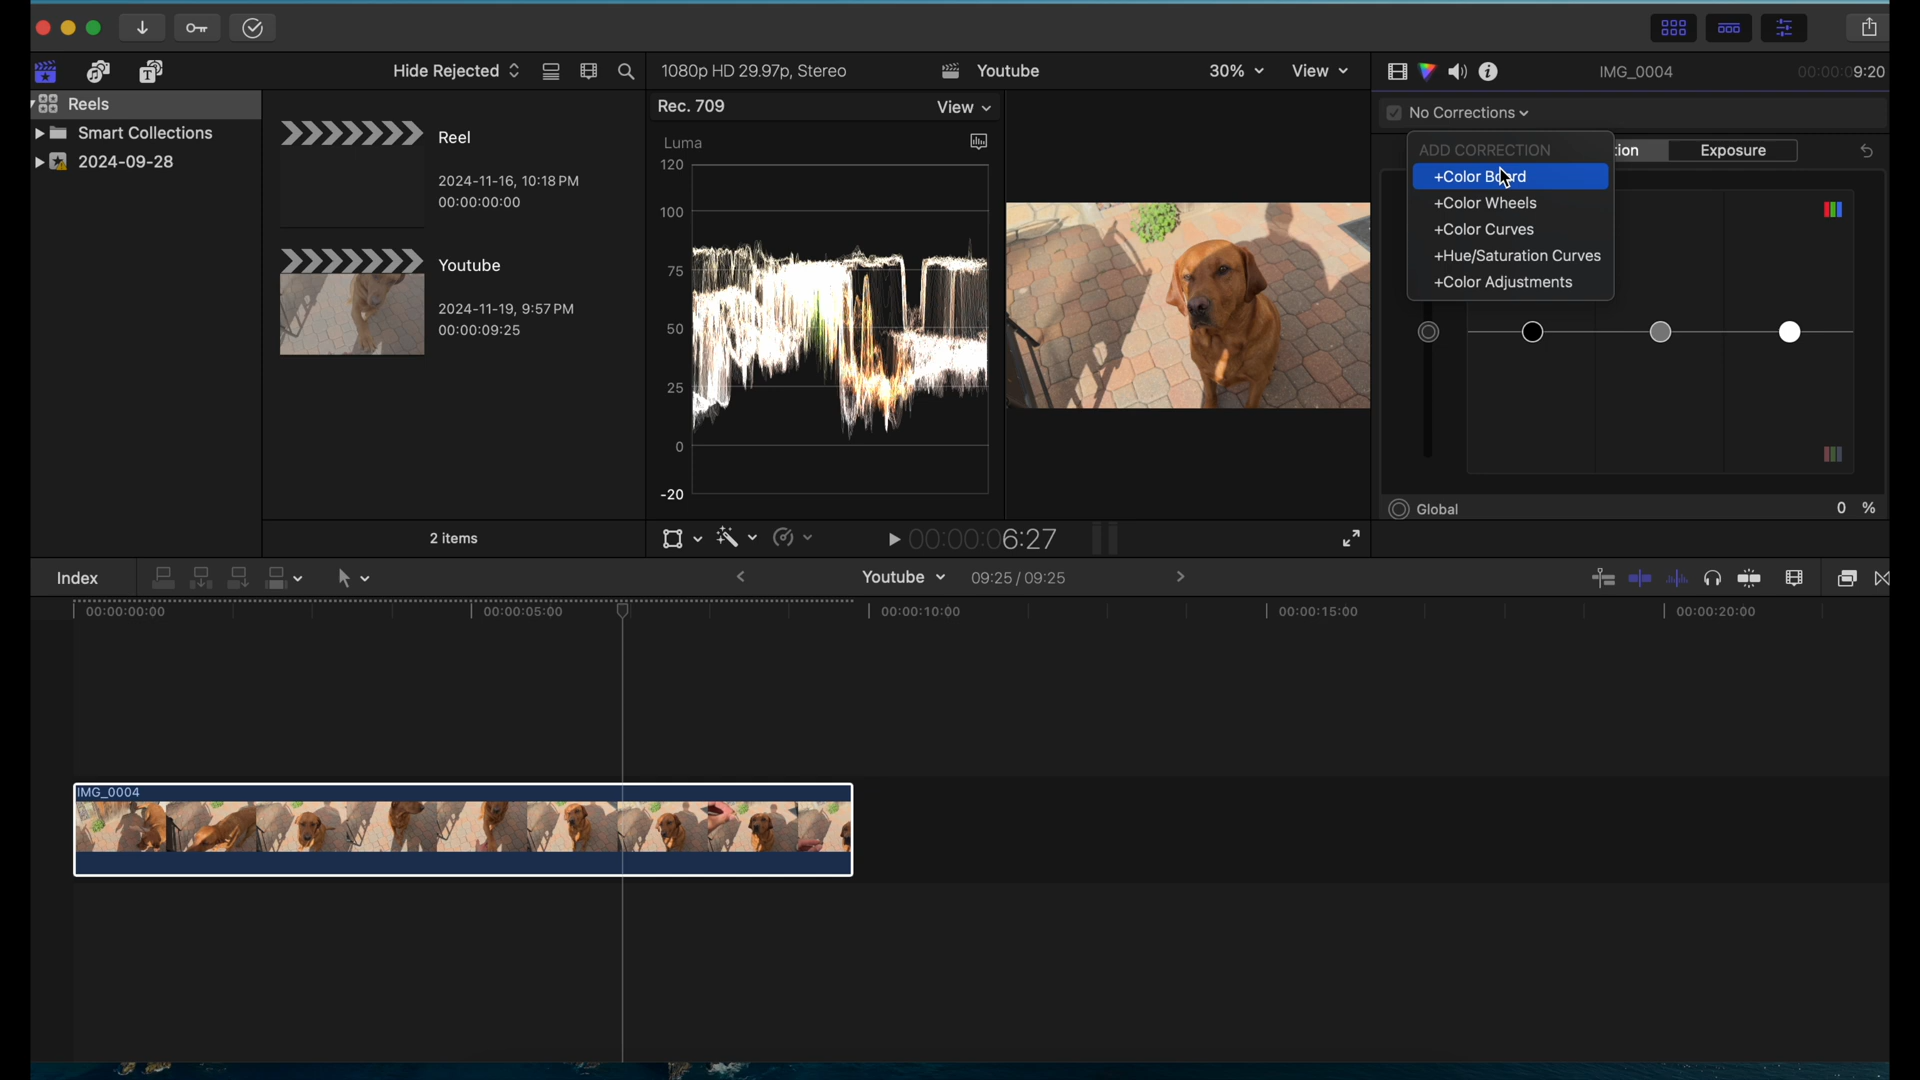 Hide Rejected
1080p HD 29.97p, Stereo
Youtube
30%
View
IMG_0004
00:00:09:20
Reels
Smart Collections
2024-09-28
Reel
2024-11-16, 10:18 PM
00:00:00:00
Youtube
2024-11-19, 9:57 PM
00:00:09:25
2 items
Rec. 709
View
Luma
120
100
75
50
25
0
-20
00:00:06:27
No Corrections
ADD CORRECTION
+Color Board
+Color Wheels
+Color Curves
+Hue/Saturation Curves
+Color Adjustments
tion
Exposure
Global
0 %
Index
Youtube
09:25 / 09:25
00:00:00:00
00:00:05:00
00:00:10:00
00:00:15:00
00:00:20:00
IMG_0004